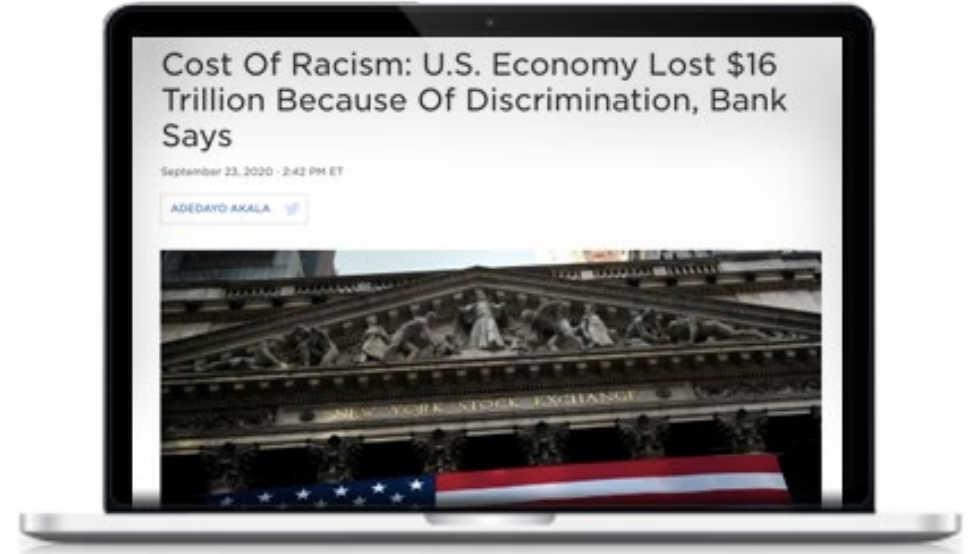 Cost Of Racism: U.S. Economy Lost $16
Trillion Because Of Discrimination, Bank
Says
September 23, 2020 · 2:42 PM ET
ADEDAYO AKALA
NEW YORK STOCK EXCHANGE